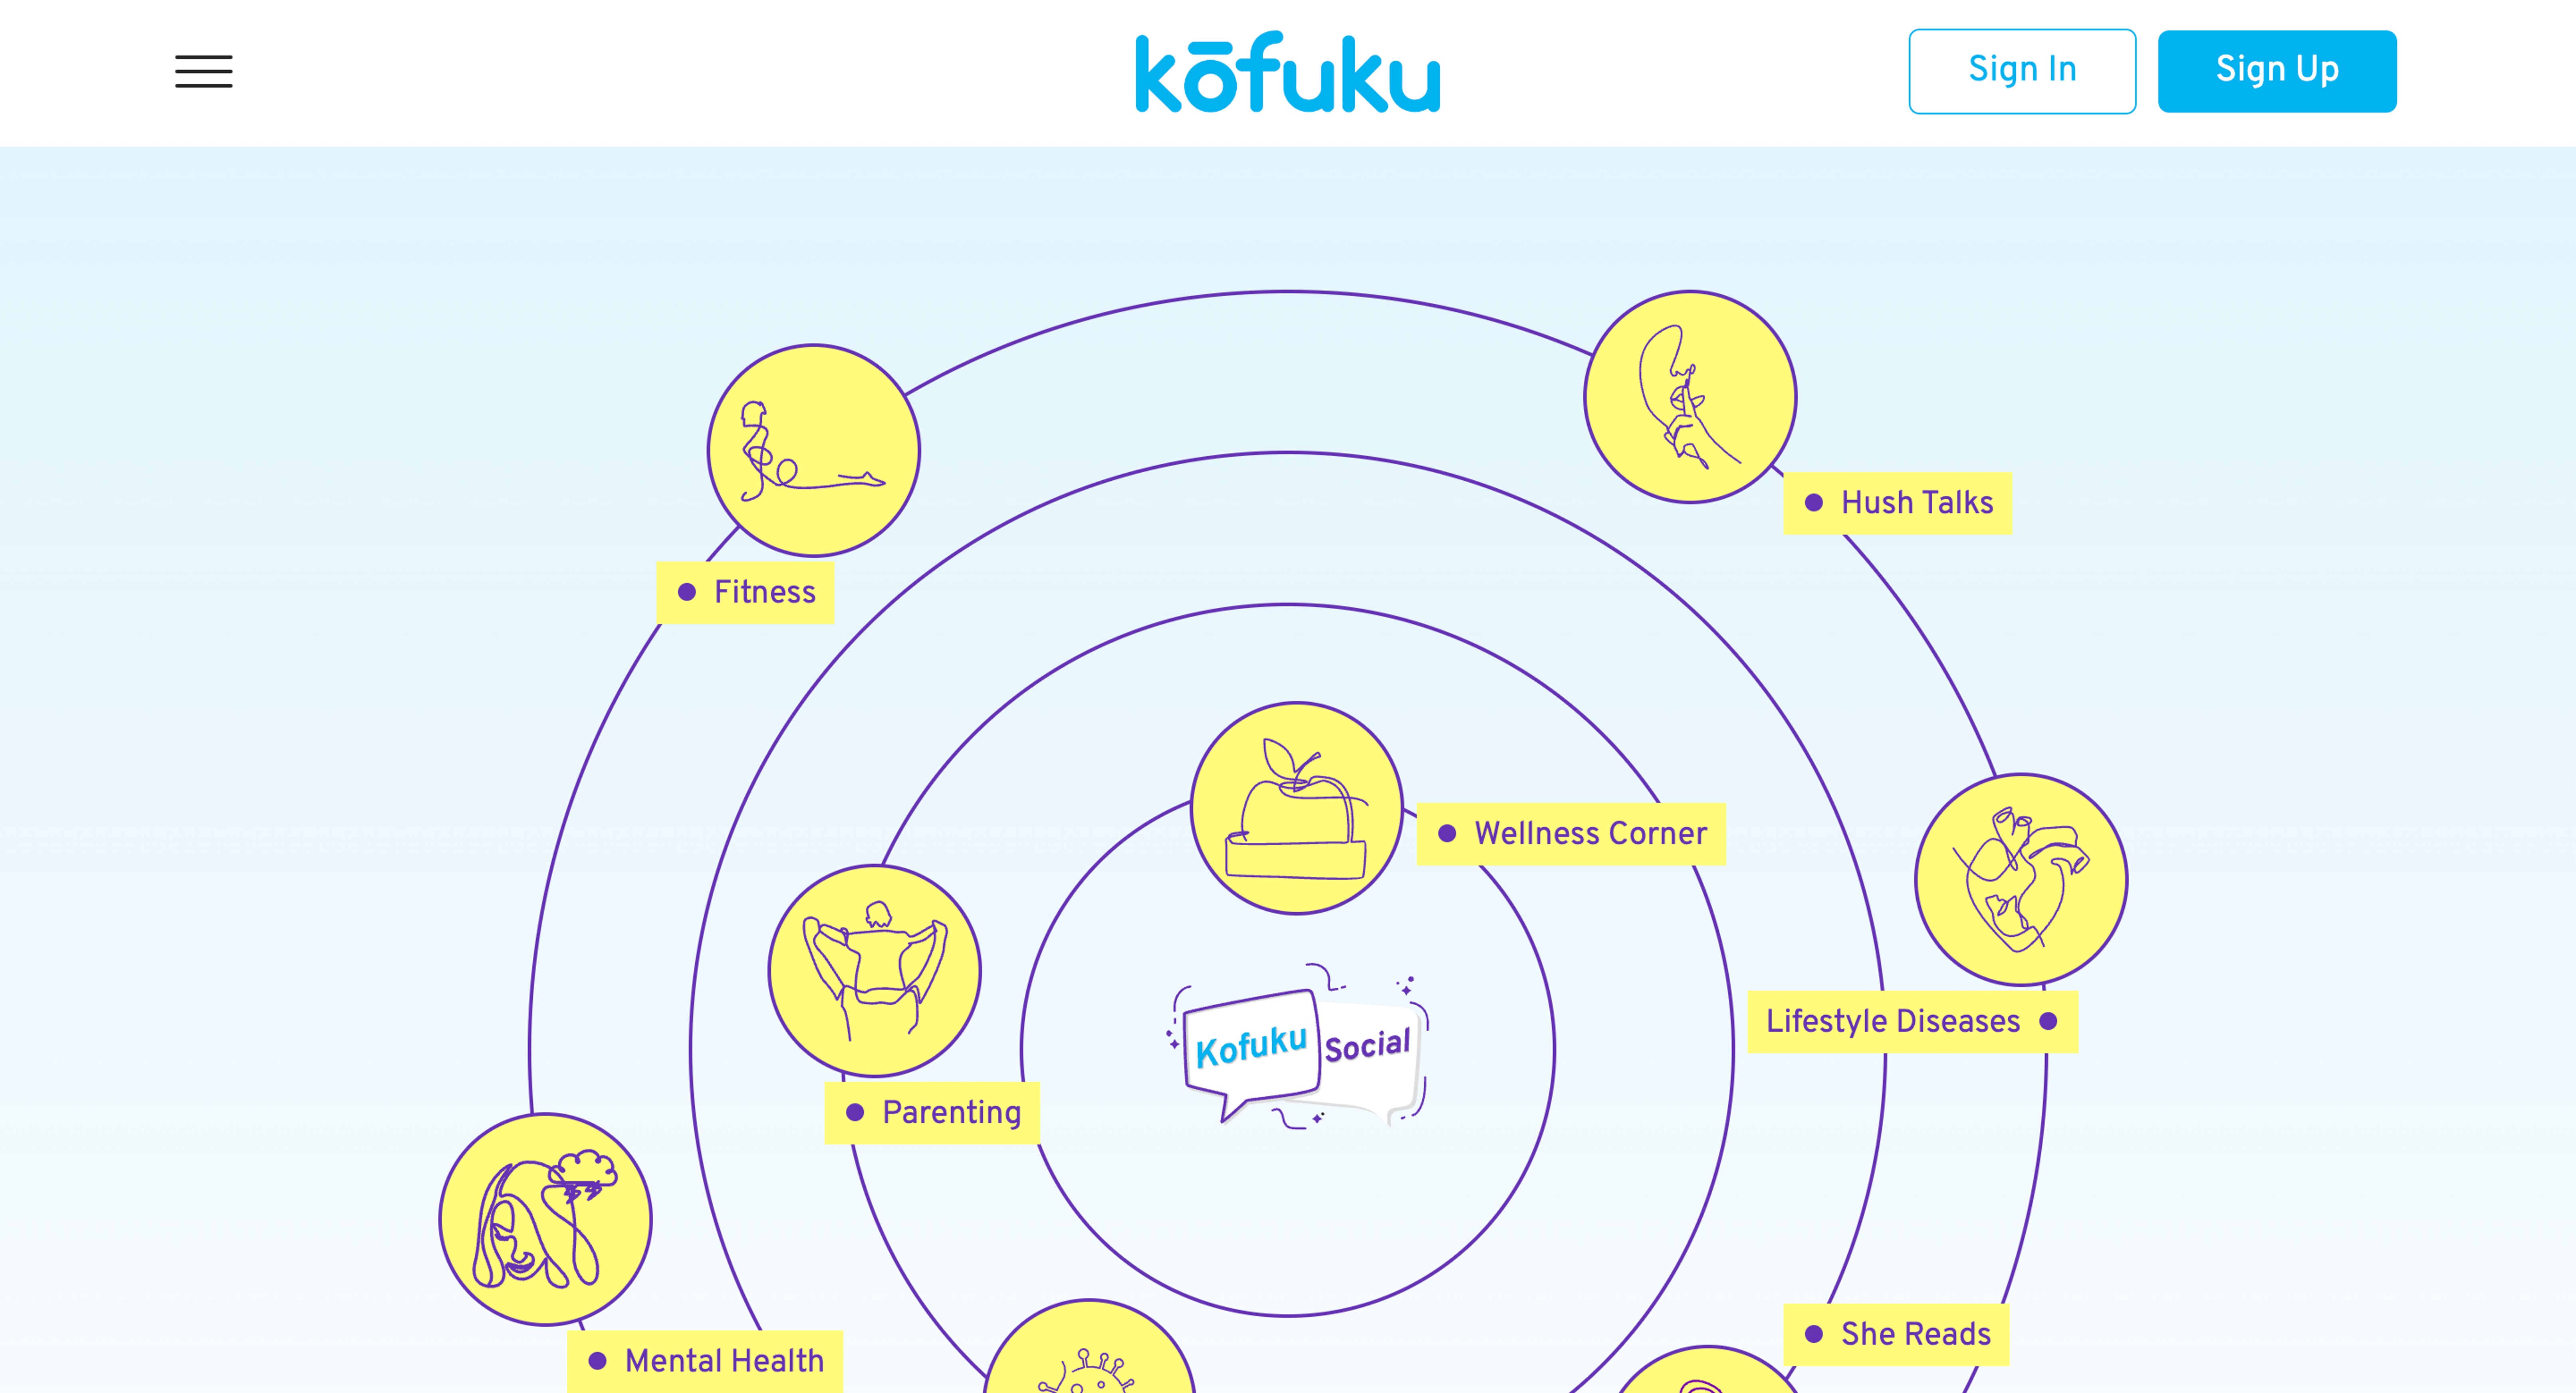 kōfuku
Sign In
Sign Up
Hush Talks
Fitness
Wellness Corner
Lifestyle Diseases
Kofuku Social
Parenting
She Reads
Mental Health